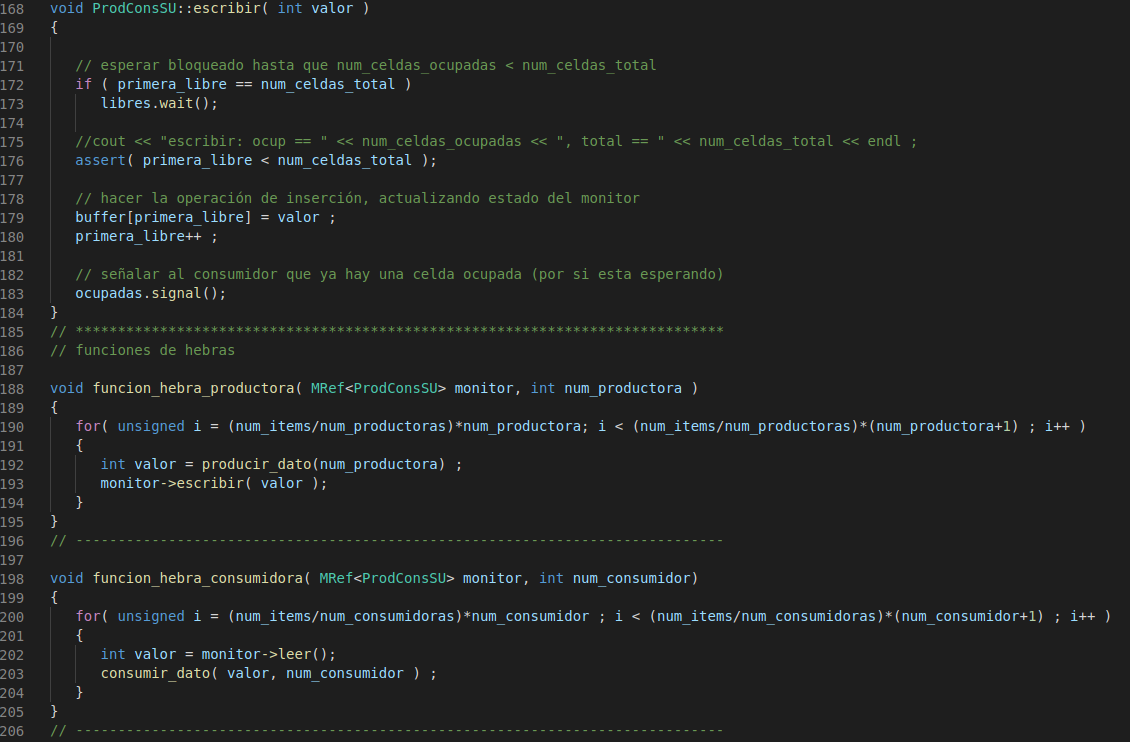 168 void ProdConsSU::escribir( int valor )
169 {
170
171 // esperar bloqueado hasta que num_celdas_ocupadas < num_celdas_total
172 if ( primera_libre == num_celdas_total )
173 libres.wait();
174
175 //cout << "escribir: ocup == " << num_celdas_ocupadas << ", total == " << num_celdas_total << endl ;
176 assert( primera_libre < num_celdas_total );
177
178 // hacer la operación de inserción, actualizando estado del monitor
179 buffer[primera_libre] = valor ;
180 primera_libre++ ;
181
182 // señalar al consumidor que ya hay una celda ocupada (por si esta esperando)
183 ocupadas.signal();
184 }
185 // *****************************************************************************
186 // funciones de hebras
187
188 void funcion_hebra_productora( MRef<ProdConsSU> monitor, int num_productora )
189 {
190 for( unsigned i = (num_items/num_productoras)*num_productora; i < (num_items/num_productoras)*(num_productora+1) ; i++ )
191 {
192 int valor = producir_dato(num_productora) ;
193 monitor->escribir( valor );
194 }
195 }
196 // -----------------------------------------------------------------------------
197
198 void funcion_hebra_consumidora( MRef<ProdConsSU> monitor, int num_consumidor)
199 {
200 for( unsigned i = (num_items/num_consumidoras)*num_consumidor ; i < (num_items/num_consumidoras)*(num_consumidor+1) ; i++ )
201 {
202 int valor = monitor->leer();
203 consumir_dato( valor, num_consumidor ) ;
204 }
205 }
206 // -----------------------------------------------------------------------------